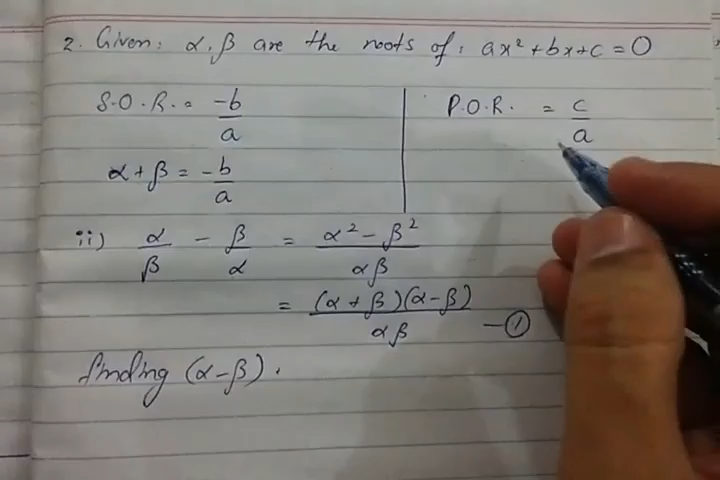 2. Given: α, β are the roots of: ax² + bx + c = 0
S.O.R. = -b/a
α + β = -b/a
P.O.R. = c/a
ii) α/β - β/α = α² - β²/αβ
= (α + β)(α - β)/αβ - ①
finding (α - β).